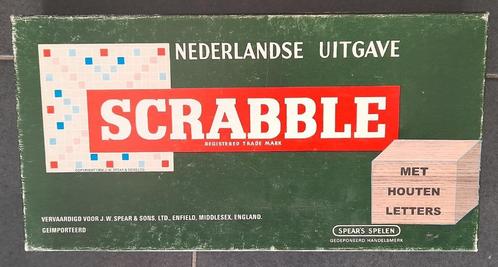 NEDERLANDSE UITGAVE
SCRABBLE
REGISTERED TRADE MARK
MET
HOUTEN
LETTERS
VERVAARDIGD VOOR J.W. SPEAR & SONS. LTD., ENFIELD, MIDDLESEX, ENGLAND.
GEÏMPORTEERD
SPEAR'S SPELEN
GEDEPONEERD HANDELSMERK